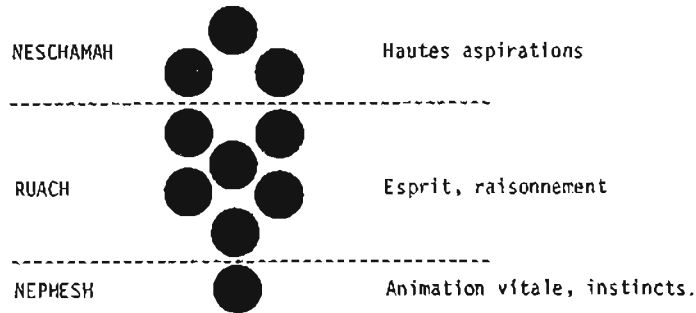 NESCHAMAH Hautes aspirations
RUACH Esprit, raisonnement
NEPHESH Animation vitale, instincts.